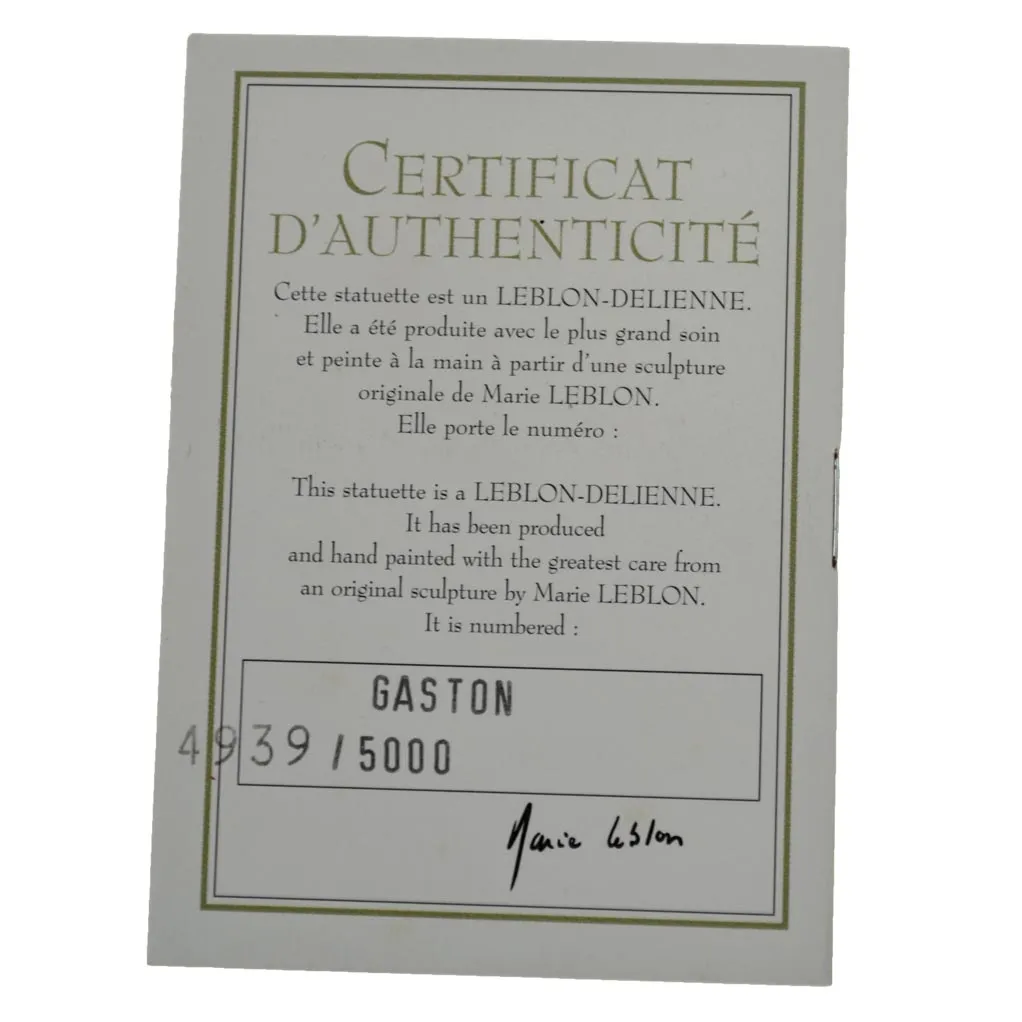 CERTIFICAT
D'AUTHENTICITÉ
Cette statuette est un LEBLON-DELIENNE.
Elle a été produite avec le plus grand soin
et peinte à la main à partir d'une sculpture
originale de Marie LEBLON.
Elle porte le numéro :
This statuette is a LEBLON-DELIENNE.
It has been produced
and hand painted with the greatest care from
an original sculpture by Marie LEBLON.
It is numbered :
GASTON
4939 / 5000
Marie Leblon